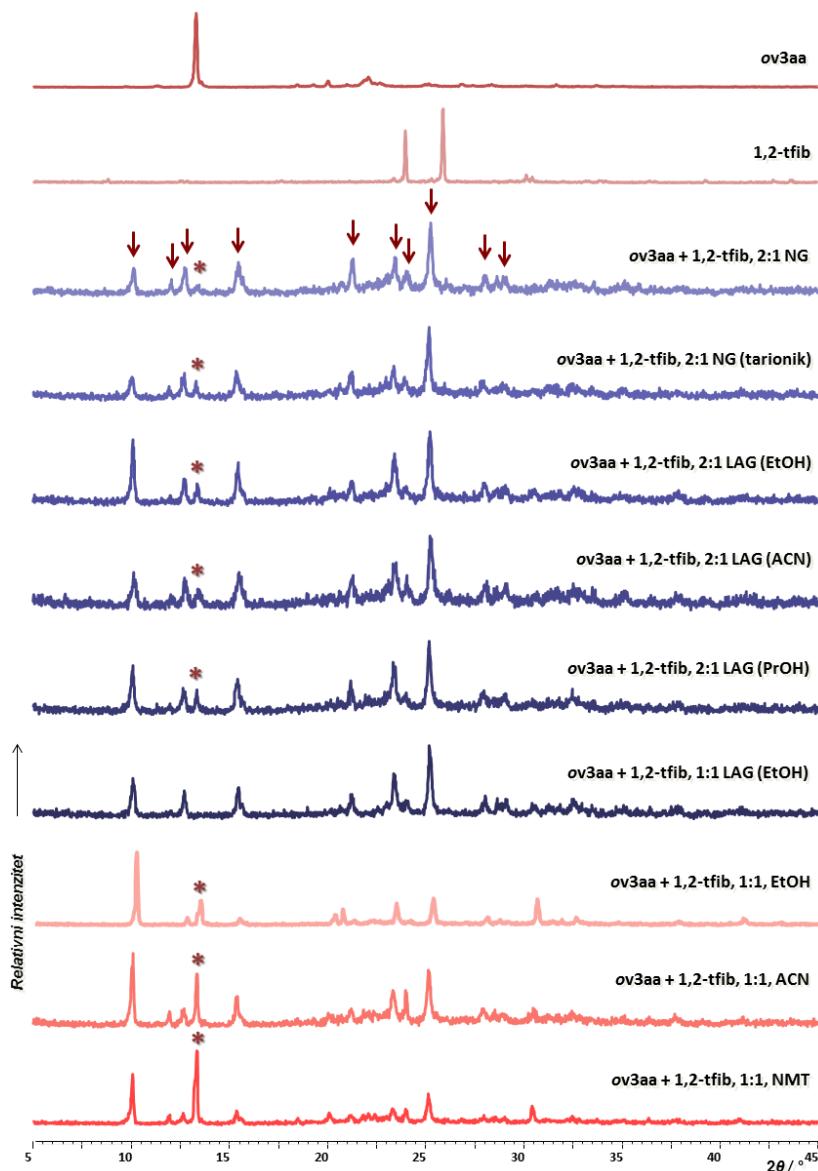 ov3aa
1,2-tfib
ov3aa + 1,2-tfib, 2:1 NG
*
ov3aa + 1,2-tfib, 2:1 NG (tarionik)
*
ov3aa + 1,2-tfib, 2:1 LAG (EtOH)
*
ov3aa + 1,2-tfib, 2:1 LAG (ACN)
*
ov3aa + 1,2-tfib, 2:1 LAG (PrOH)
*
ov3aa + 1,2-tfib, 1:1 LAG (EtOH)
ov3aa + 1,2-tfib, 1:1, EtOH
*
Relativni intenzitet
ov3aa + 1,2-tfib, 1:1, ACN
*
ov3aa + 1,2-tfib, 1:1, NMT
*
5 10 15 20 25 30 35 40 45
2θ / °